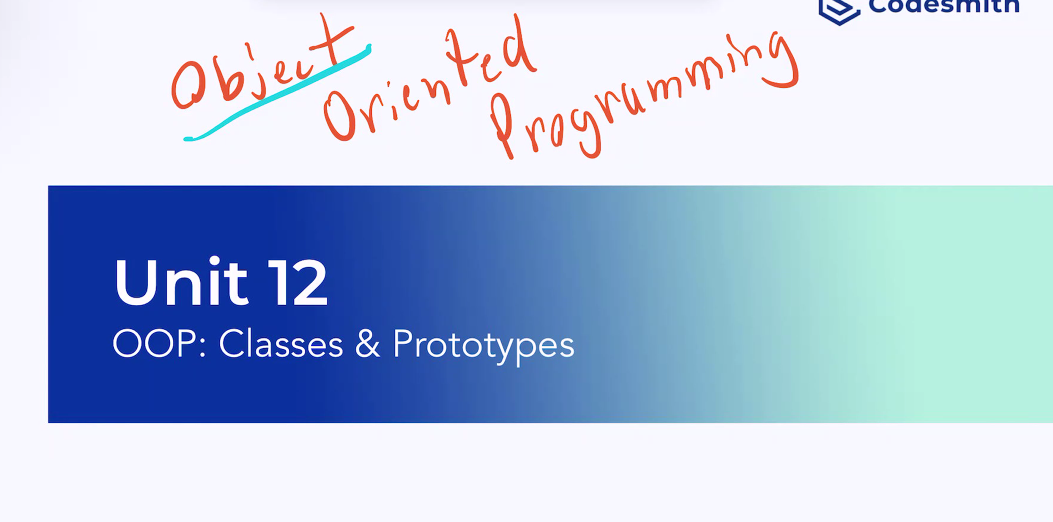 Codesmith
Object
Oriented
Programming
Unit 12
OOP: Classes & Prototypes